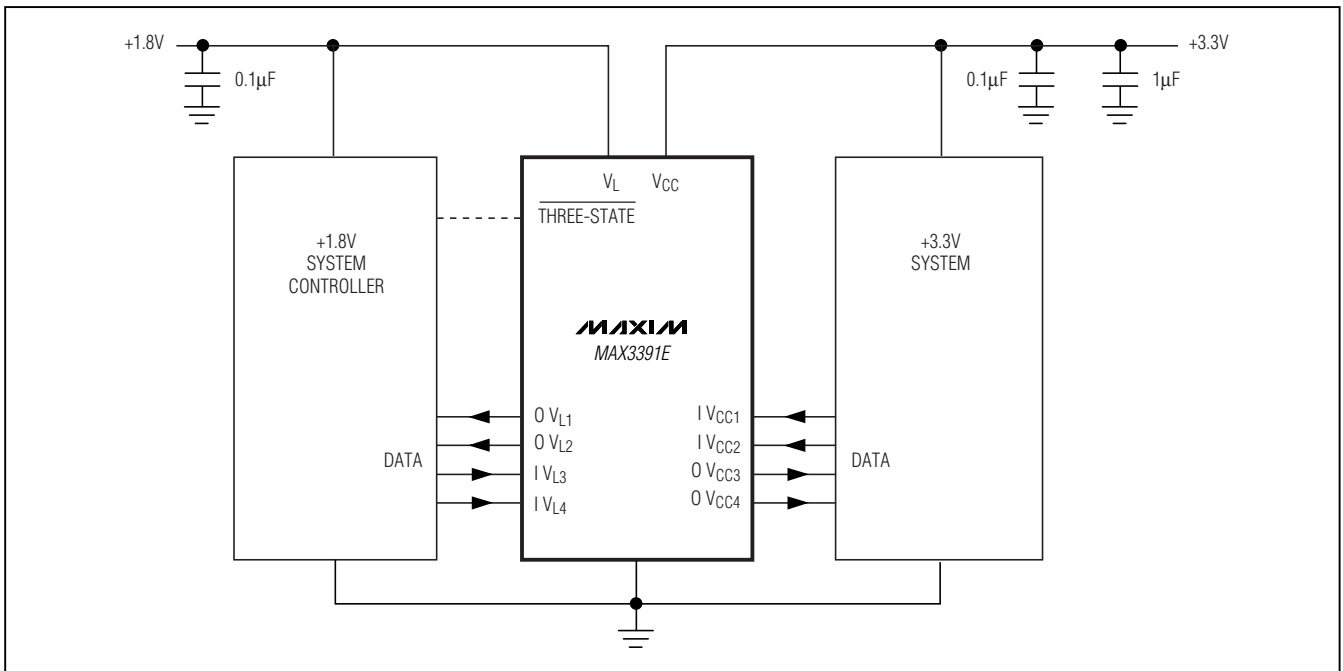 +1.8V
+3.3V
0.1µF
0.1µF
1µF
VL
VCC
THREE-STATE
+1.8V
SYSTEM
CONTROLLER
+3.3V
SYSTEM
MAXIM
MAX3391E
O VL1
I VCC1
O VL2
I VCC2
DATA
DATA
I VL3
O VCC3
I VL4
O VCC4